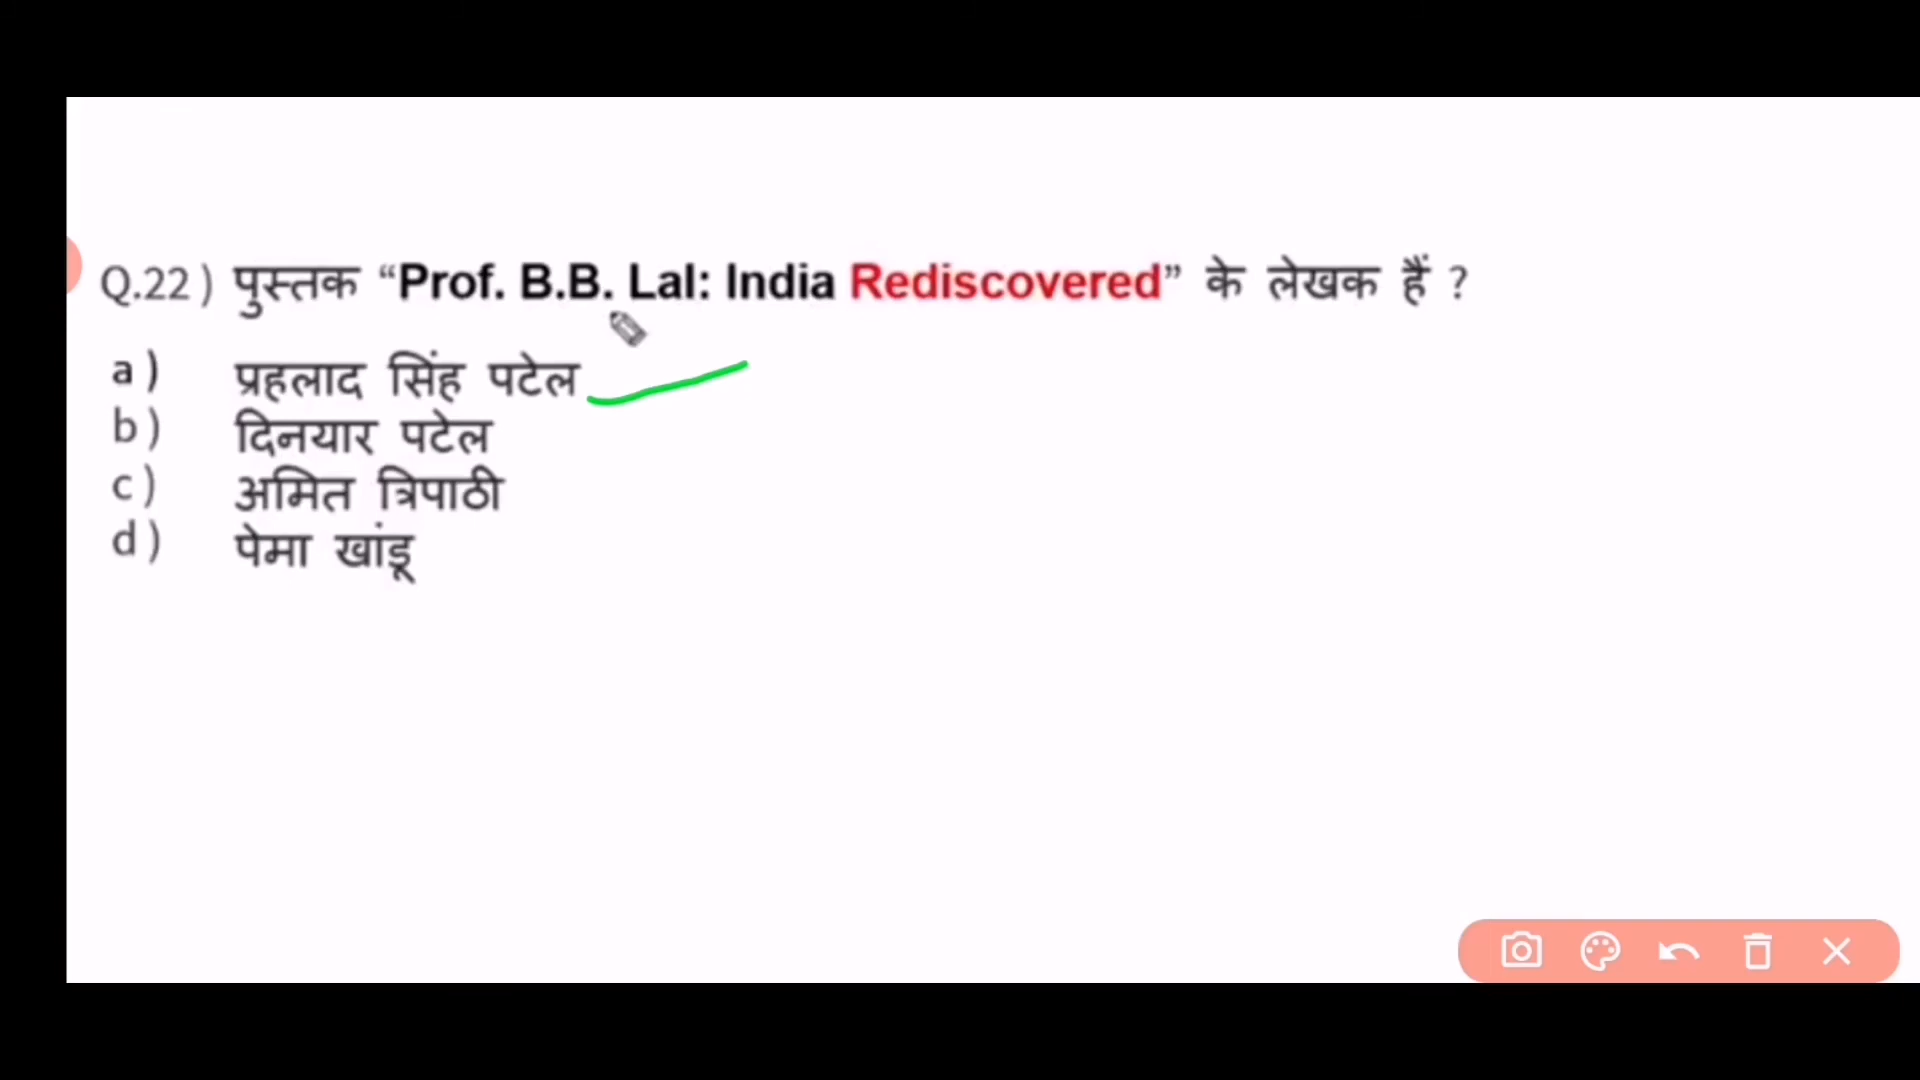 Q.22 ) पुस्तक “Prof. B.B. Lal: India Rediscovered” के लेखक हैं ?
a ) प्रहलाद सिंह पटेल
b ) दिनयार पटेल
c ) अमित त्रिपाठी
d ) पेमा खांडू